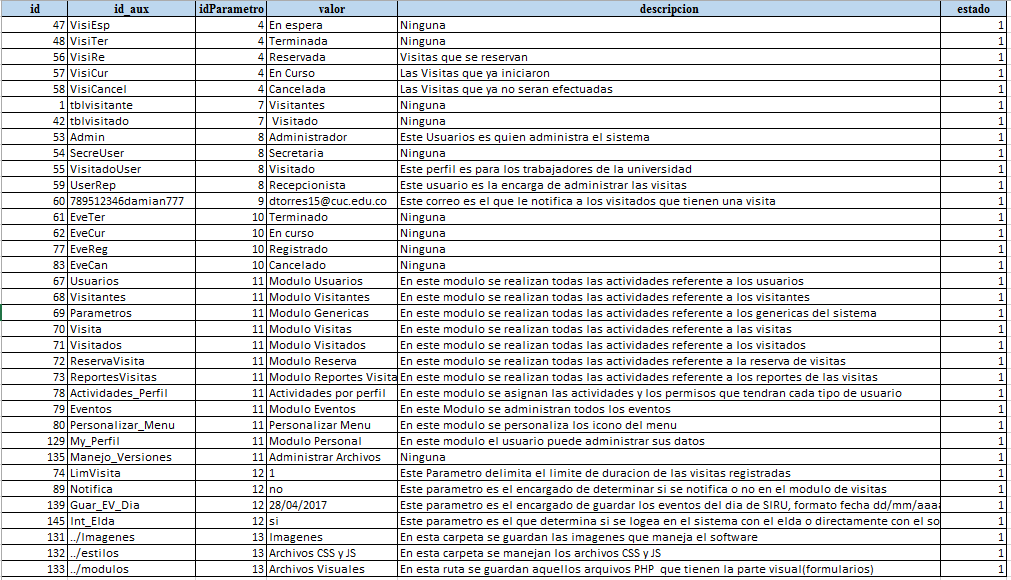 id id_aux idParametro valor descripcion estado
47 VisiEsp 4 En espera Ninguna 1
48 VisiTer 4 Terminada Ninguna 1
56 VisiRe 4 Reservada Visitas que se reservan 1
57 VisiCur 4 En Curso Las Visitas que ya iniciaron 1
58 VisiCancel 4 Cancelada Las Visitas que ya no seran efectuadas 1
1 tblvisitante 7 Visitantes Ninguna 1
42 tblvisitado 7 Visitado Ninguna 1
53 Admin 8 Administrador Este Usuarios es quien administra el sistema 1
54 SecreUser 8 Secretaria Ninguna 1
55 VisitadoUser 8 Visitado Este perfil es para los trabajadores de la universidad 1
59 UserRep 8 Recepcionista Este usuario es la encarga de administrar las visitas 1
60 789512346damian777 9 dtorres15@cuc.edu.co Este correo es el que le notifica a los visitados que tienen una visita 1
61 EveTer 10 Terminado Ninguna 1
62 EveCur 10 En curso Ninguna 1
77 EveReg 10 Registrado Ninguna 1
83 EveCan 10 Cancelado Ninguna 1
67 Usuarios 11 Modulo Usuarios En este modulo se realizan todas las actividades referente a los usuarios 1
68 Visitantes 11 Modulo Visitantes En este modulo se realizan todas las actividades referente a los visitantes 1
69 Parametros 11 Modulo Genericas En este modulo se realizan todas las actividades referente a los genericas del sistema 1
70 Visita 11 Modulo Visitas En este modulo se realizan todas las actividades referente a las visitas 1
71 Visitados 11 Modulo Visitados En este modulo se realizan todas las actividades referente a los visitados 1
72 ReservaVisita 11 Modulo Reserva En este modulo se realizan todas las actividades referente a la reserva de visitas 1
73 ReportesVisitas 11 Modulo Reportes Visita En este modulo se realizan todas las actividades referente a los reportes de las visitas 1
78 Actividades_Perfil 11 Actividades por perfil En este modulo se asignan las actividades y los permisos que tendran cada tipo de usuario 1
79 Eventos 11 Modulo Eventos En este Modulo se administran todos los eventos 1
80 Personalizar_Menu 11 Personalizar Menu En este modulo se personaliza los icono del menu 1
129 My_Perfil 11 Modulo Personal En este modulo el usuario puede administrar sus datos 1
135 Manejo_Versiones 11 Administrar Archivos Ninguna 1
74 LimVisita 12 1 Este Parametro delimita el limite de duracion de las visitas registradas 1
89 Notifica 12 no Este parametro es el encargado de determinar si se notifica o no en el modulo de visitas 1
139 Guar_EV_Dia 12 28/04/2017 Este parametro es el encargado de guardar los eventos del dia de SIRU, formato fecha dd/mm/aaaa 1
145 Int_Elda 12 si Este parametro es el que determina si se logea en el sistema con el elda o directamente con el so 1
131 ../Imagenes 13 Imagenes En esta carpeta se guardan las imagenes que maneja el software 1
132 ../estilos 13 Archivos CSS y JS En esta carpeta se manejan los archivos CSS y JS 1
133 ../modulos 13 Archivos Visuales En esta ruta se guardan aquellos arquivos PHP que tienen la parte visual(formularios) 1